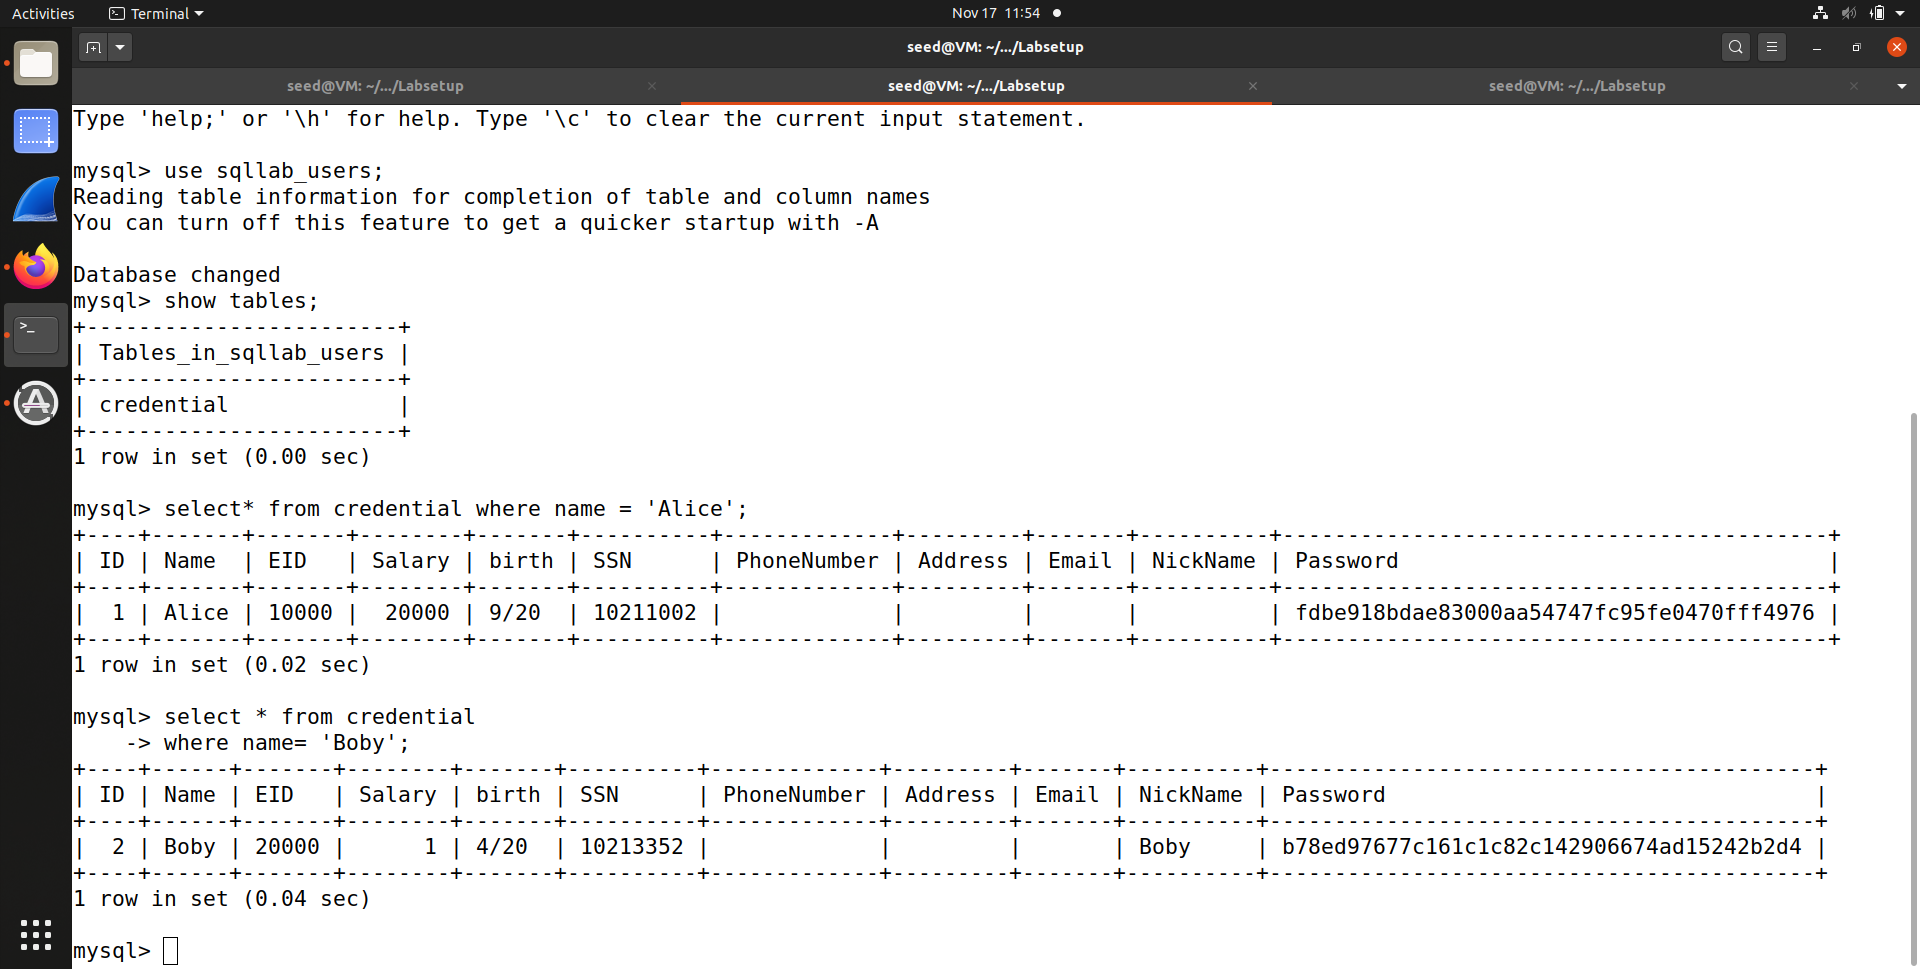 Activities Terminal Nov 17 11:54
seed@VM: ~/.../Labsetup
seed@VM: ~/.../Labsetup seed@VM: ~/.../Labsetup seed@VM: ~/.../Labsetup
Type 'help;' or '\h' for help. Type '\c' to clear the current input statement.
mysql> use sqllab_users;
Reading table information for completion of table and column names
You can turn off this feature to get a quicker startup with -A
Database changed
mysql> show tables;
+------------------------+
| Tables_in_sqllab_users |
+------------------------+
| credential             |
+------------------------+
1 row in set (0.00 sec)
mysql> select* from credential where name = 'Alice';
+----+-------+-------+--------+-------+----------+-------------+---------+-------+----------+------------------------------------------+
| ID | Name  | EID   | Salary | birth | SSN      | PhoneNumber | Address | Email | NickName | Password                                 |
+----+-------+-------+--------+-------+----------+-------------+---------+-------+----------+------------------------------------------+
|  1 | Alice | 10000 |  20000 | 9/20  | 10211002 |             |         |       |          | fdbe918bdae83000aa54747fc95fe0470fff4976 |
+----+-------+-------+--------+-------+----------+-------------+---------+-------+----------+------------------------------------------+
1 row in set (0.02 sec)
mysql> select * from credential
    -> where name= 'Boby';
+----+------+-------+--------+-------+----------+-------------+---------+-------+----------+------------------------------------------+
| ID | Name | EID   | Salary | birth | SSN      | PhoneNumber | Address | Email | NickName | Password                                 |
+----+------+-------+--------+-------+----------+-------------+---------+-------+----------+------------------------------------------+
|  2 | Boby | 20000 |      1 | 4/20  | 10213352 |             |         |       | Boby     | b78ed97677c161c1c82c142906674ad15242b2d4 |
+----+------+-------+--------+-------+----------+-------------+---------+-------+----------+------------------------------------------+
1 row in set (0.04 sec)
mysql>